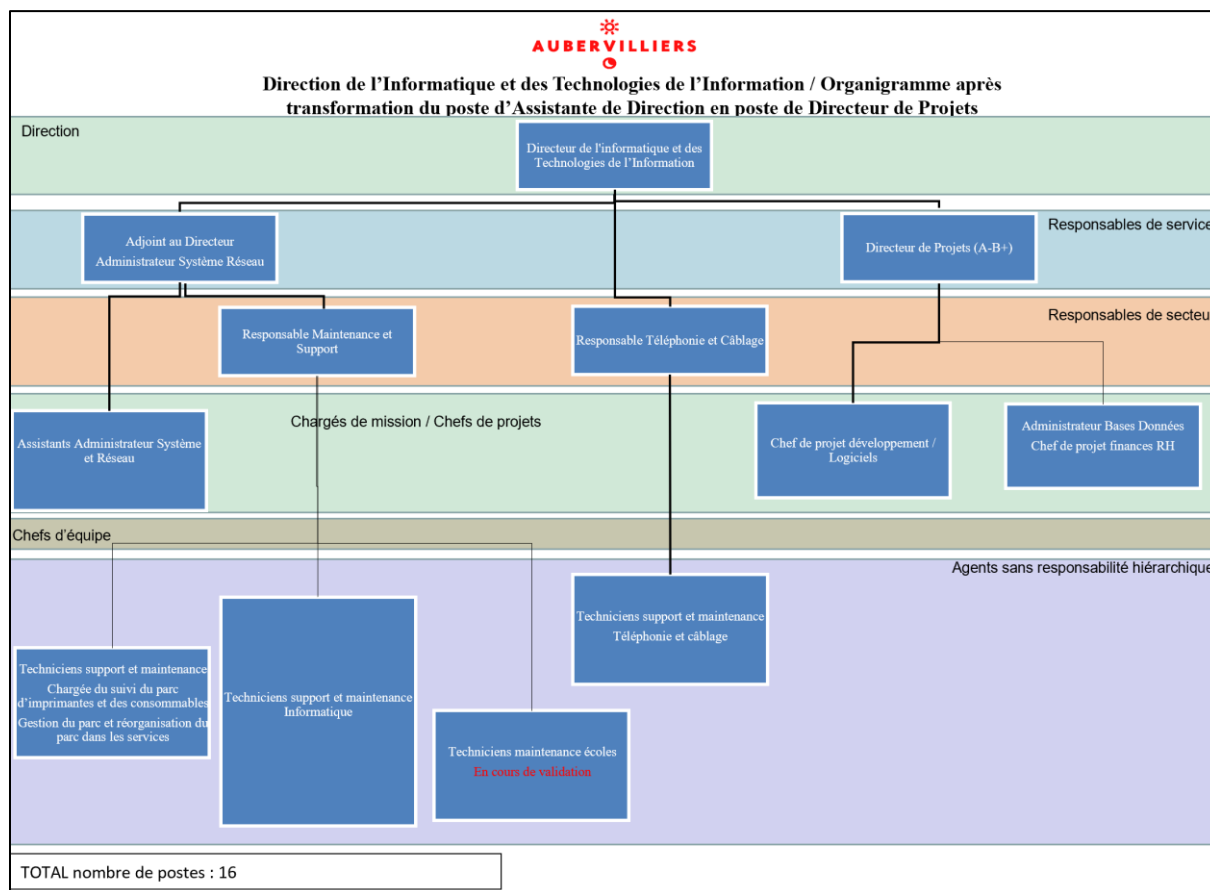 AUBERVILLIERS
Direction de l’Informatique et des Technologies de l’Information / Organigramme après
transformation du poste d’Assistante de Direction en poste de Directeur de Projets
Direction
Directeur de l'informatique et des
Technologies de l’Information
Responsables de service
Adjoint au Directeur
Administrateur Système Réseau
Directeur de Projets (A-B+)
Responsables de secteur
Responsable Maintenance et
Support
Responsable Téléphonie et Câblage
Chargés de mission / Chefs de projets
Assistants Administrateur Système
et Réseau
Chef de projet développement /
Logiciels
Administrateur Bases Données
Chef de projet finances RH
Chefs d’équipe
Agents sans responsabilité hiérarchique
Techniciens support et maintenance
Téléphonie et câblage
Techniciens support et maintenance
Chargée du suivi du parc
d’imprimantes et des consommables
Gestion du parc et réorganisation du
parc dans les services
Techniciens support et maintenance
Informatique
Techniciens maintenance écoles
En cours de validation
TOTAL nombre de postes : 16